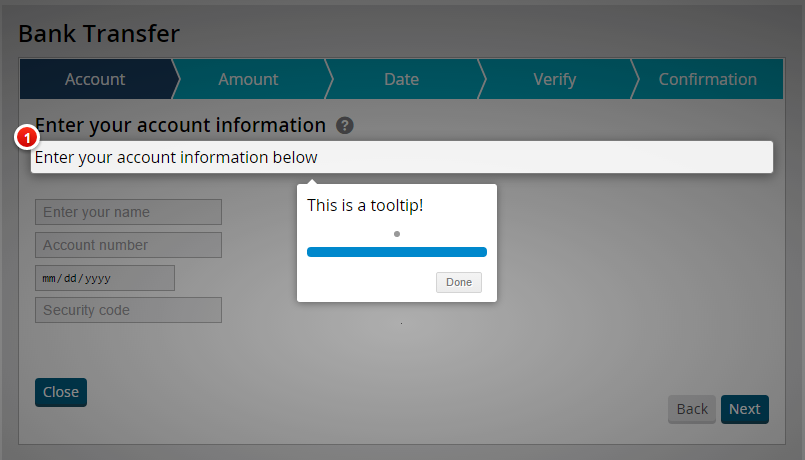 Bank Transfer
Account Amount Date Verify Confirmation
Enter your account information ?
1
Enter your account information below
This is a tooltip!
Enter your name
Account number
mm/dd/yyyy
Done
Security code
Close
Back Next